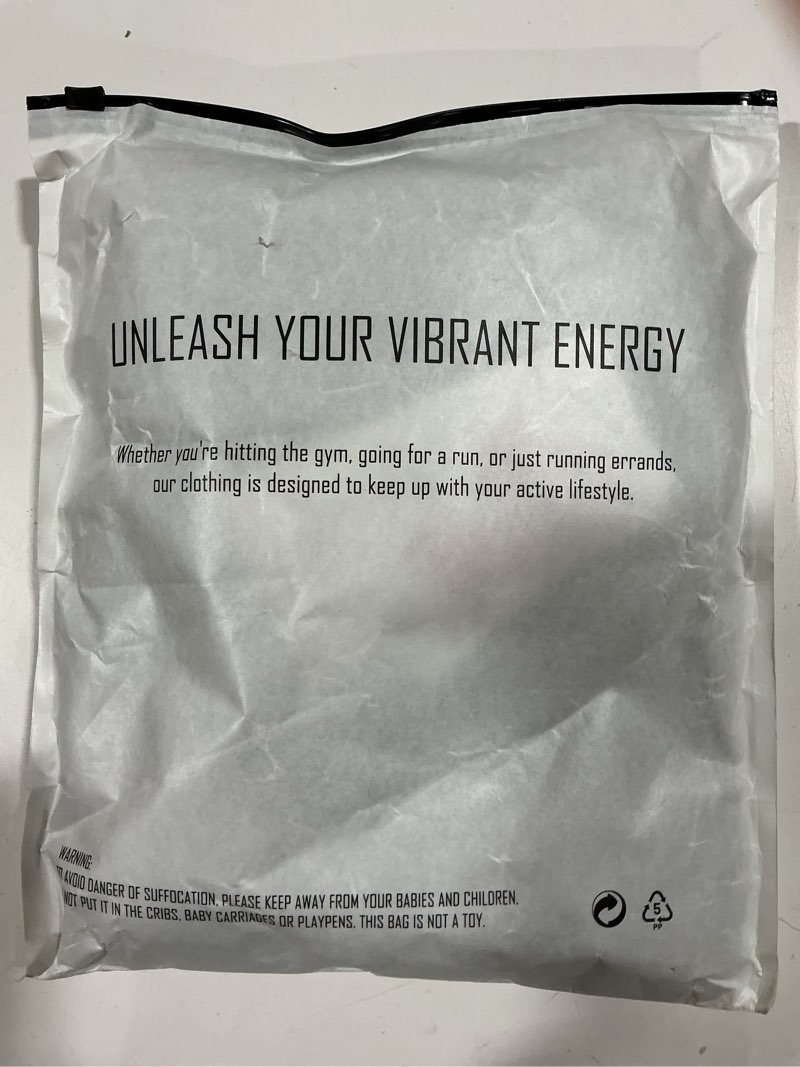 UNLEASH YOUR VIBRANT ENERGY
Whether you're hitting the gym, going for a run, or just running errands,
our clothing is designed to keep up with your active lifestyle.
WARNING:
TO AVOID DANGER OF SUFFOCATION, PLEASE KEEP AWAY FROM YOUR BABIES AND CHILDREN.
NOT PUT IT IN THE CRIBS, BABY CARRIAGES OR PLAYPENS. THIS BAG IS NOT A TOY.
5
PP